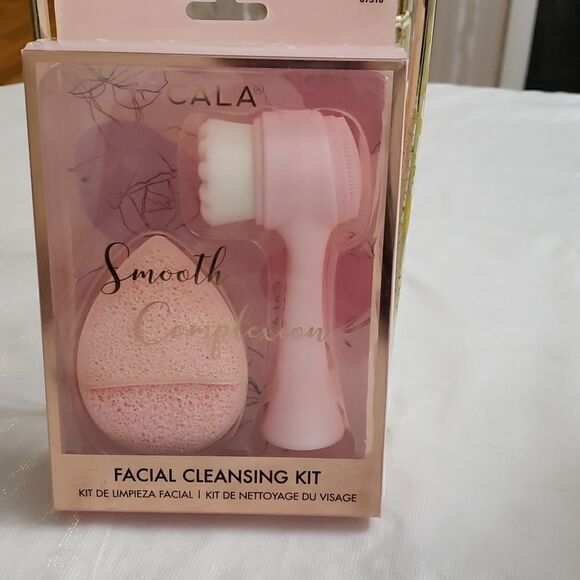 CALA®
Smooth
Complexion
FACIAL CLEANSING KIT
KIT DE LIMPIEZA FACIAL | KIT DE NETTOYAGE DU VISAGE